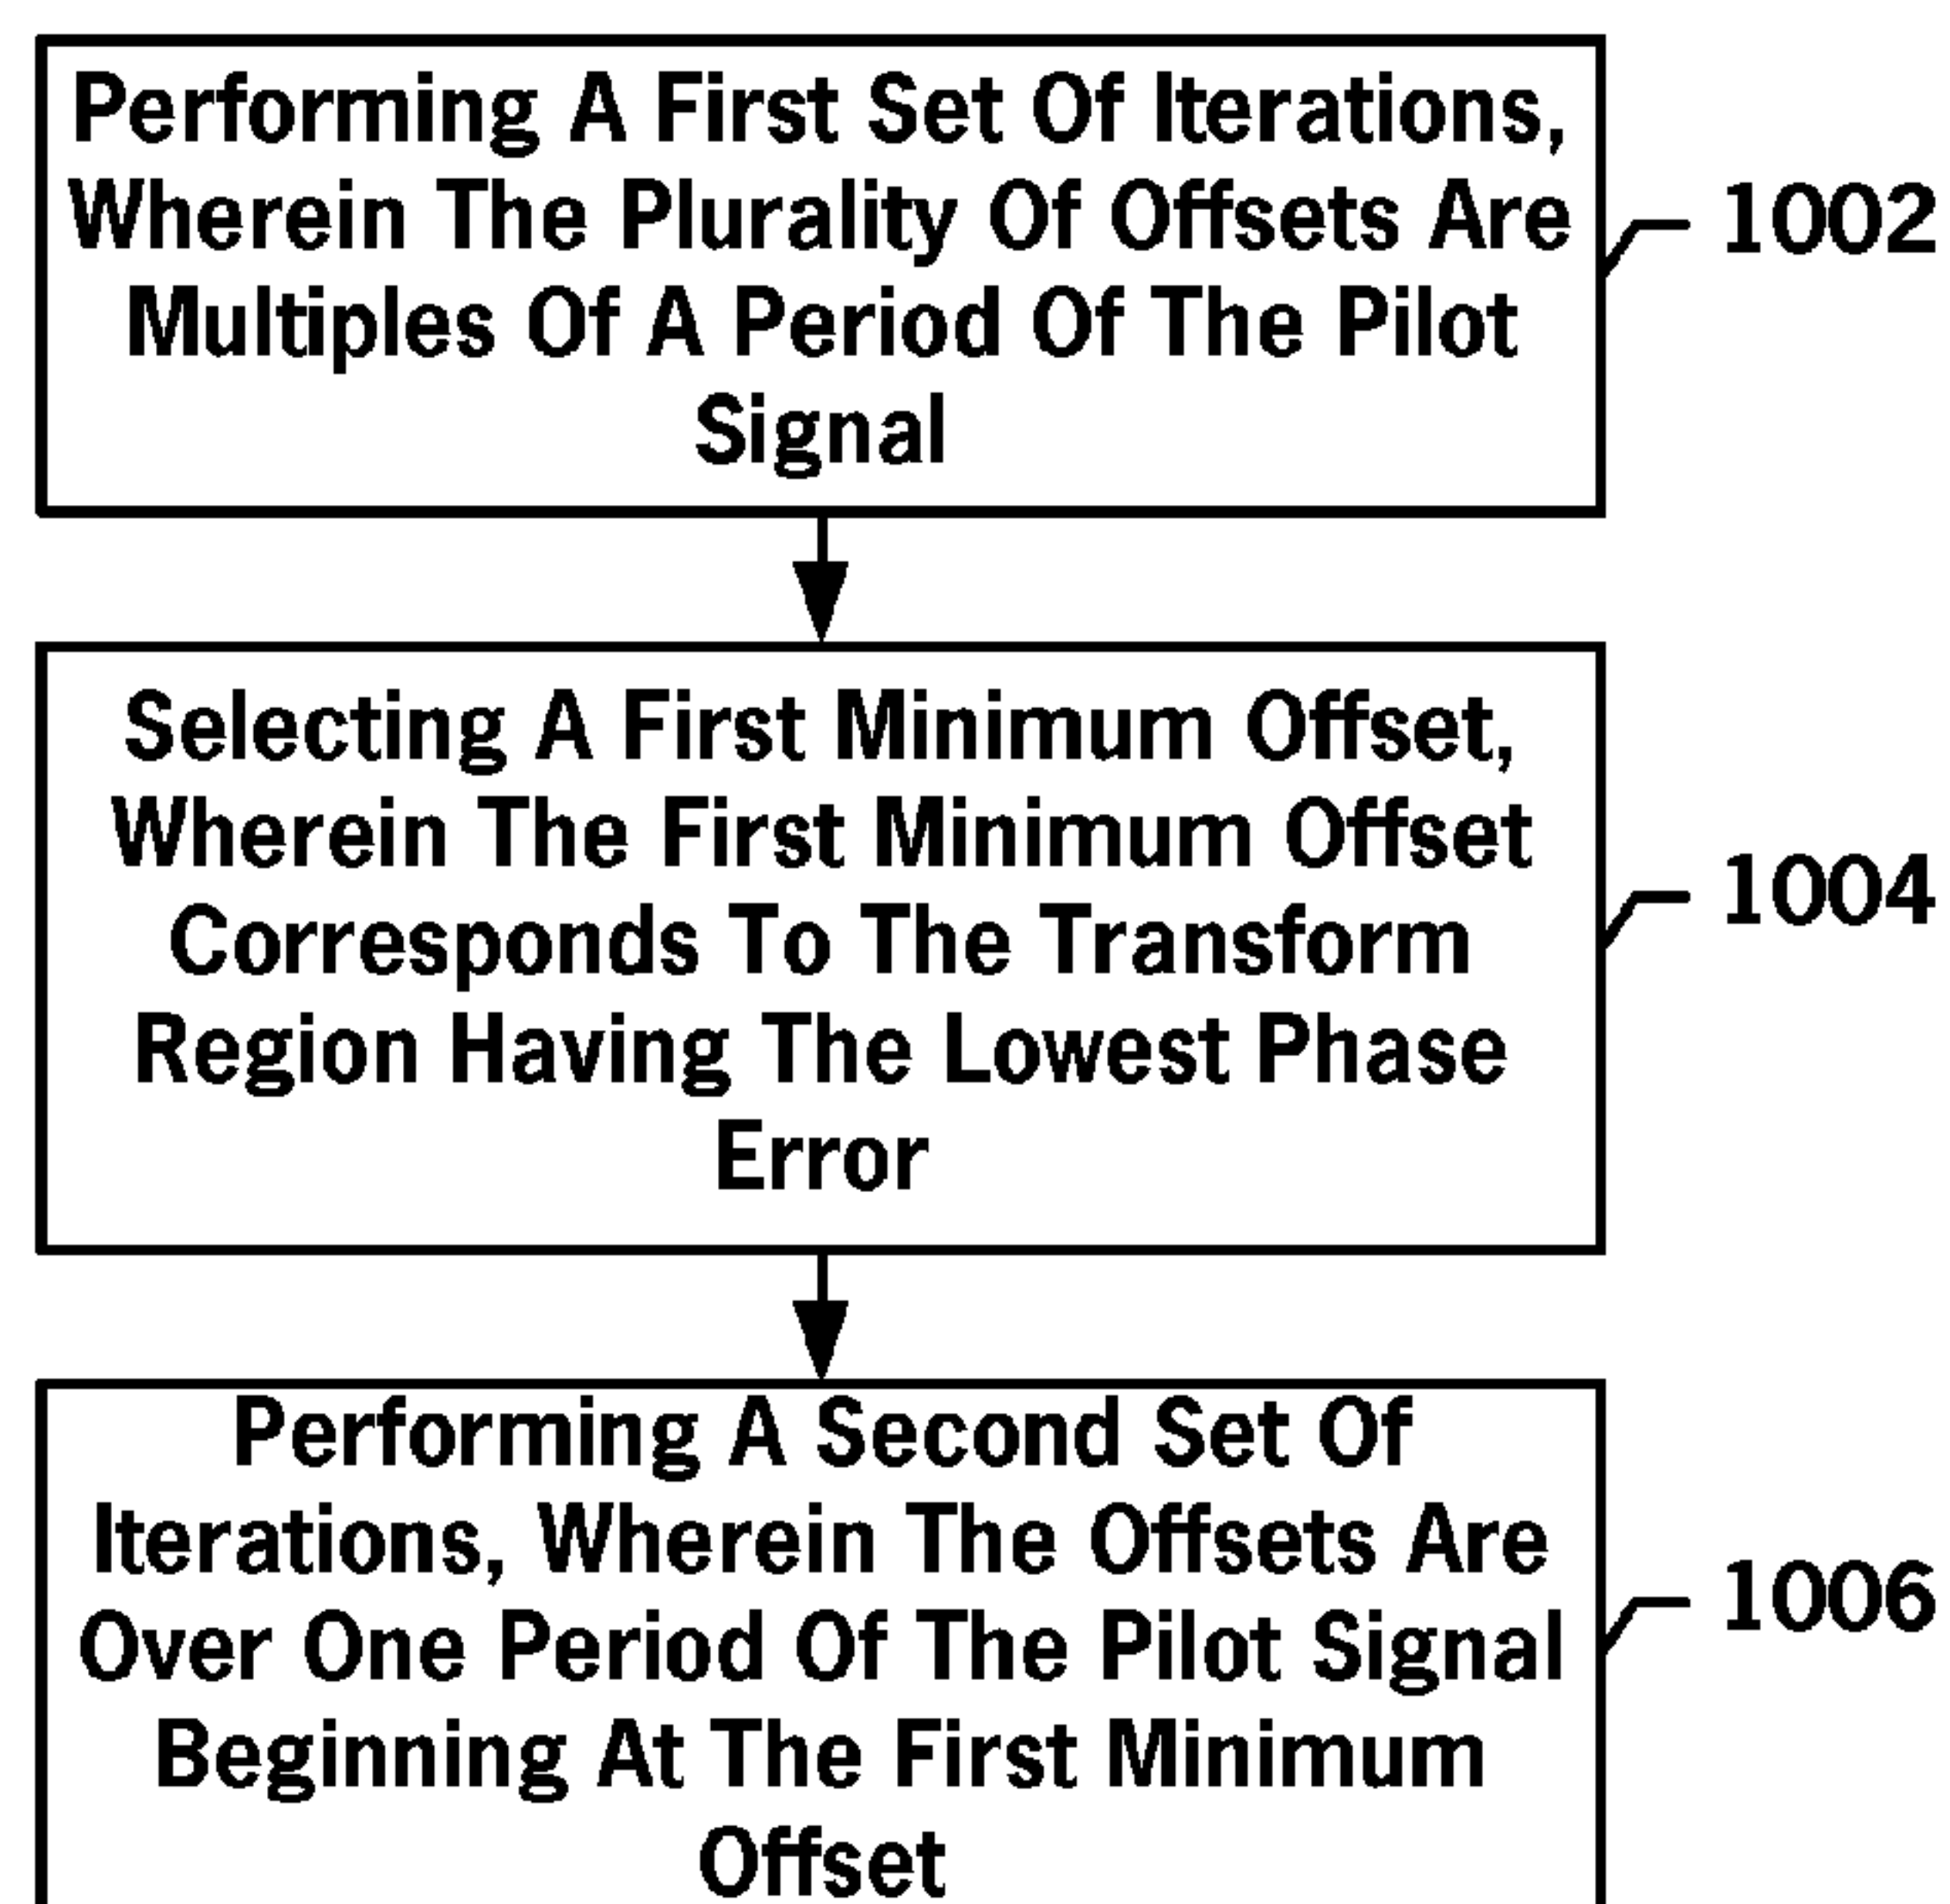 Performing A First Set Of Iterations,
Wherein The Plurality Of Offsets Are
Multiples Of A Period Of The Pilot
Signal
1002
Selecting A First Minimum Offset,
Wherein The First Minimum Offset
Corresponds To The Transform
Region Having The Lowest Phase
Error
1004
Performing A Second Set Of
Iterations, Wherein The Offsets Are
Over One Period Of The Pilot Signal
Beginning At The First Minimum
Offset
1006